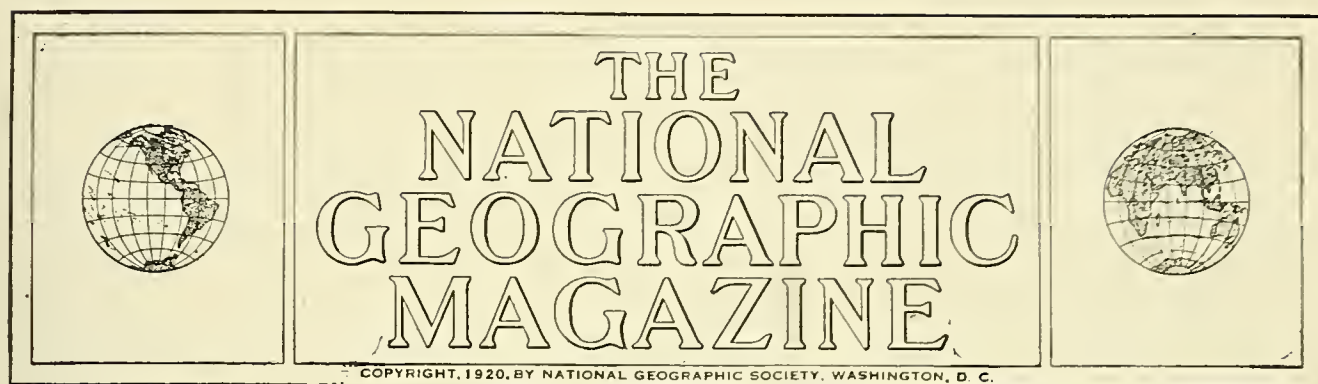 THE
NATIONAL
GEOGRAPHIC
MAGAZINE
COPYRIGHT, 1920, BY NATIONAL GEOGRAPHIC SOCIETY, WASHINGTON, D. C.